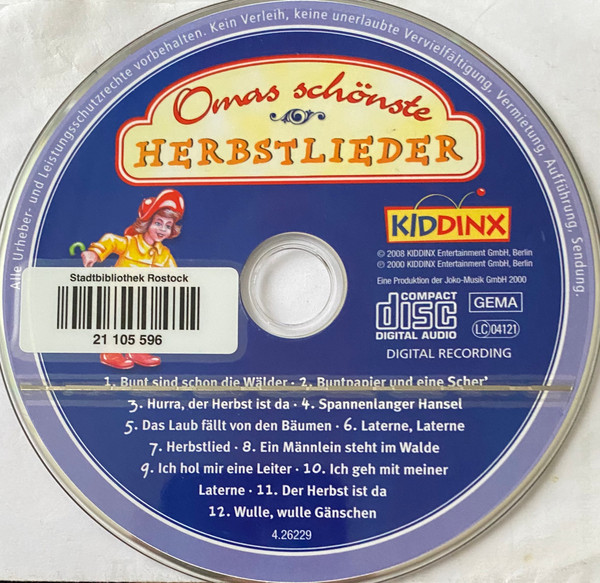 Alle Urheber- und Leistungsschutzrechte vorbehalten. Kein Verleih, keine unerlaubte Vervielfältigung, Vermietung, Aufführung, Sendung.
Omas schönste
HERBSTLIEDER
KIDDINX
© 2008 KIDDINX Entertainment GmbH, Berlin
℗ 2000 KIDDINX Entertainment GmbH, Berlin
Eine Produktion der Joko-Musik GmbH 2000
Stadtbibliothek Rostock
21 105 596
COMPACT
disc
DIGITAL AUDIO
GEMA
LC 04121
DIGITAL RECORDING
1. Bunt sind schon die Wälder · 2. Buntpapier und eine Scher’
3. Hurra, der Herbst ist da · 4. Spannenlanger Hansel
5. Das Laub fällt von den Bäumen · 6. Laterne, Laterne
7. Herbstlied · 8. Ein Männlein steht im Walde
9. Ich hol mir eine Leiter · 10. Ich geh mit meiner
Laterne · 11. Der Herbst ist da
12. Wulle, wulle Gänschen
4.26229